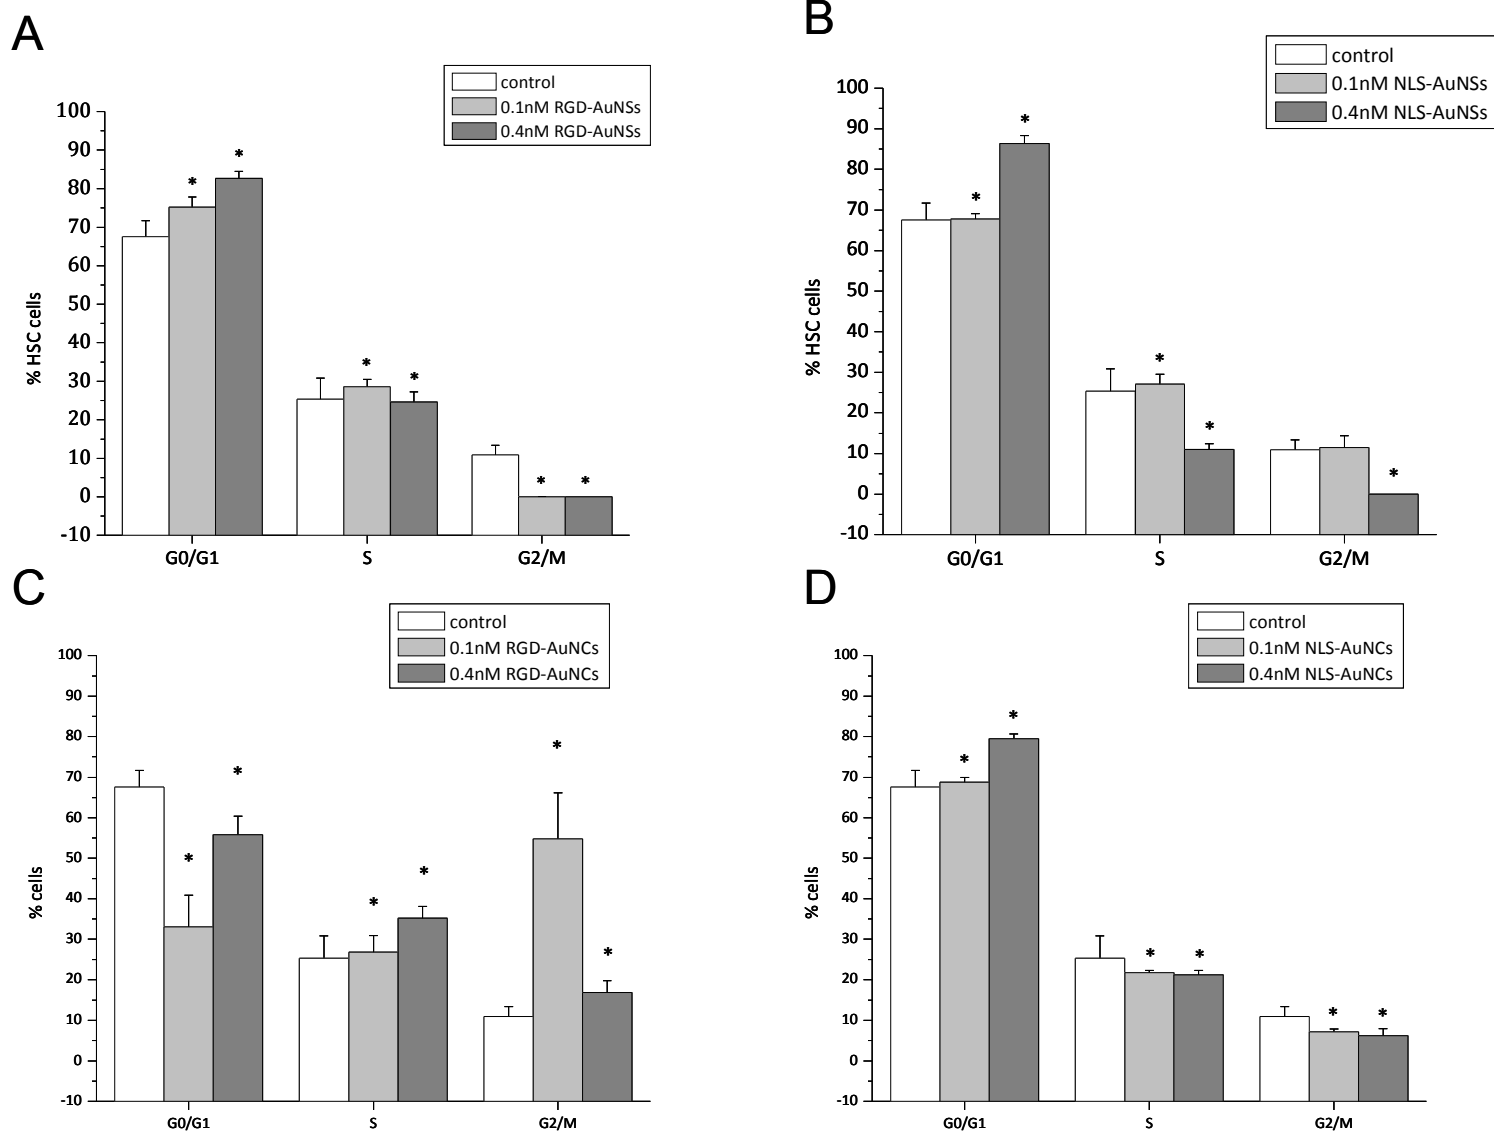 A
control
0.1nM RGD-AuNSs
0.4nM RGD-AuNSs
% HSC cells
100
90
80
70
60
50
40
30
20
10
0
-10
* * * * * *
G0/G1 S G2/M
B
control
0.1nM NLS-AuNSs
0.4nM NLS-AuNSs
% HSC cells
100
90
80
70
60
50
40
30
20
10
0
-10
* * * * *
G0/G1 S G2/M
C
control
0.1nM RGD-AuNCs
0.4nM RGD-AuNCs
% cells
100
90
80
70
60
50
40
30
20
10
0
-10
* * * * * *
G0/G1 S G2/M
D
control
0.1nM NLS-AuNCs
0.4nM NLS-AuNCs
% cells
100
90
80
70
60
50
40
30
20
10
0
-10
* * * * * *
G0/G1 S G2/M